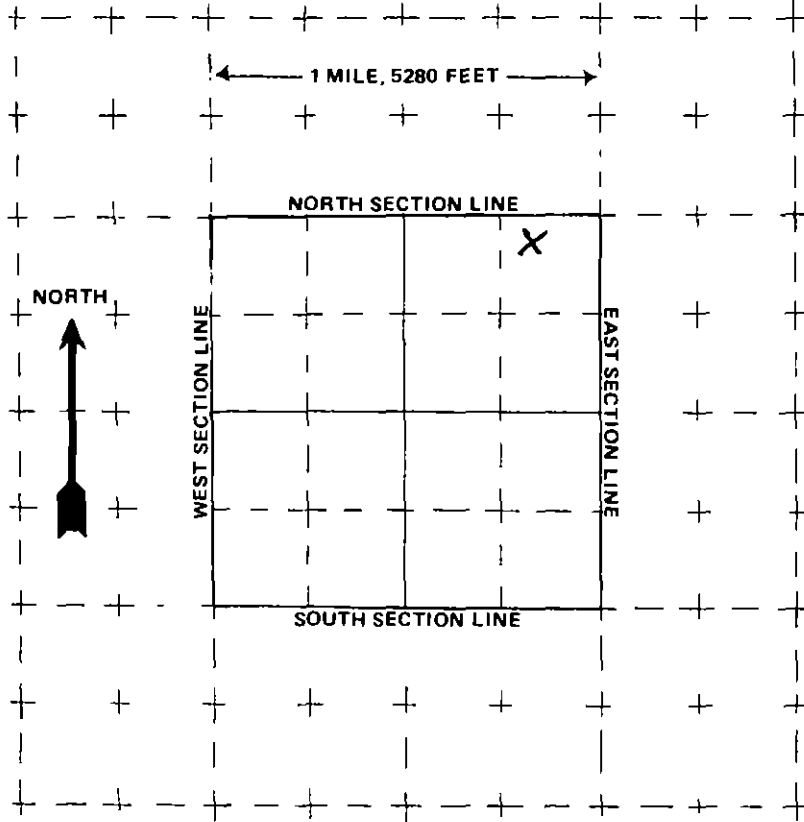 1 MILE, 5280 FEET
NORTH SECTION LINE
X
NORTH
WEST SECTION LINE
EAST SECTION LINE
SOUTH SECTION LINE